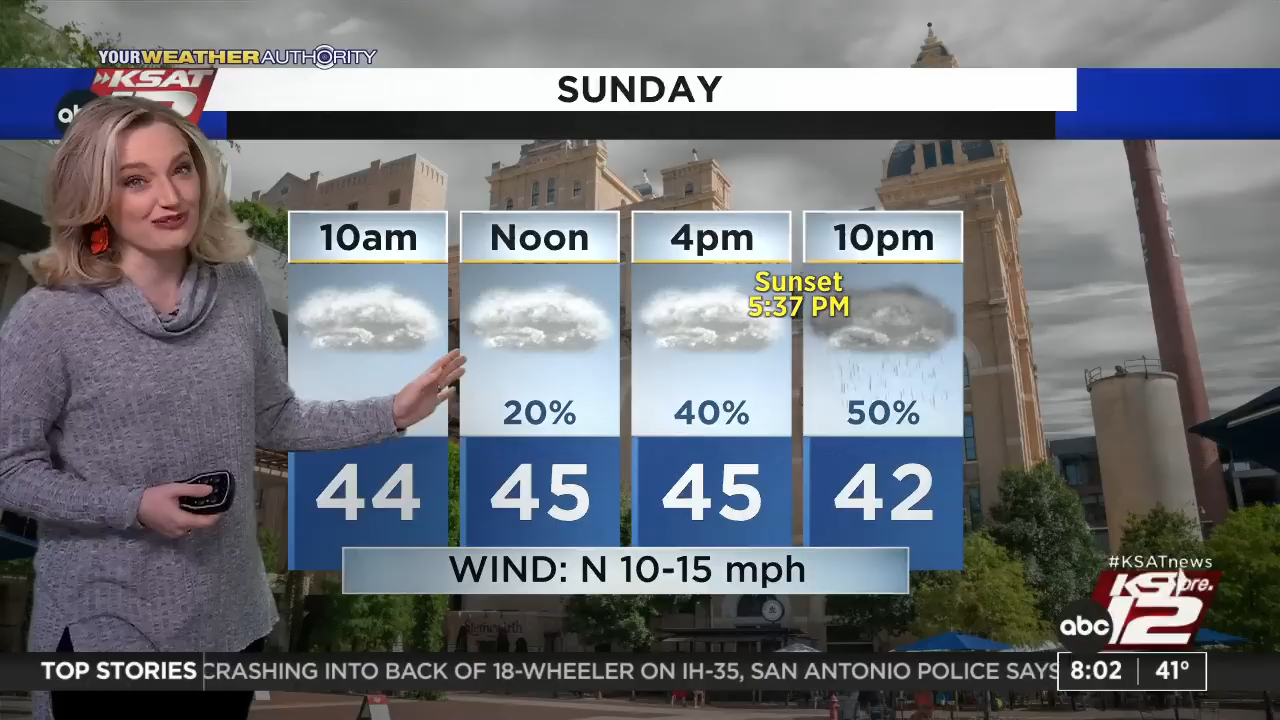 YOUR WEATHER AUTHORITY
KSAT
SUNDAY
10am
Noon
4pm
10pm
Sunset
5:37 PM
20%
40%
50%
44
45
45
42
WIND: N 10-15 mph
#KSATnews
abc 12
TOP STORIES CRASHING INTO BACK OF 18-WHEELER ON IH-35, SAN ANTONIO POLICE SAYS
8:02 41°